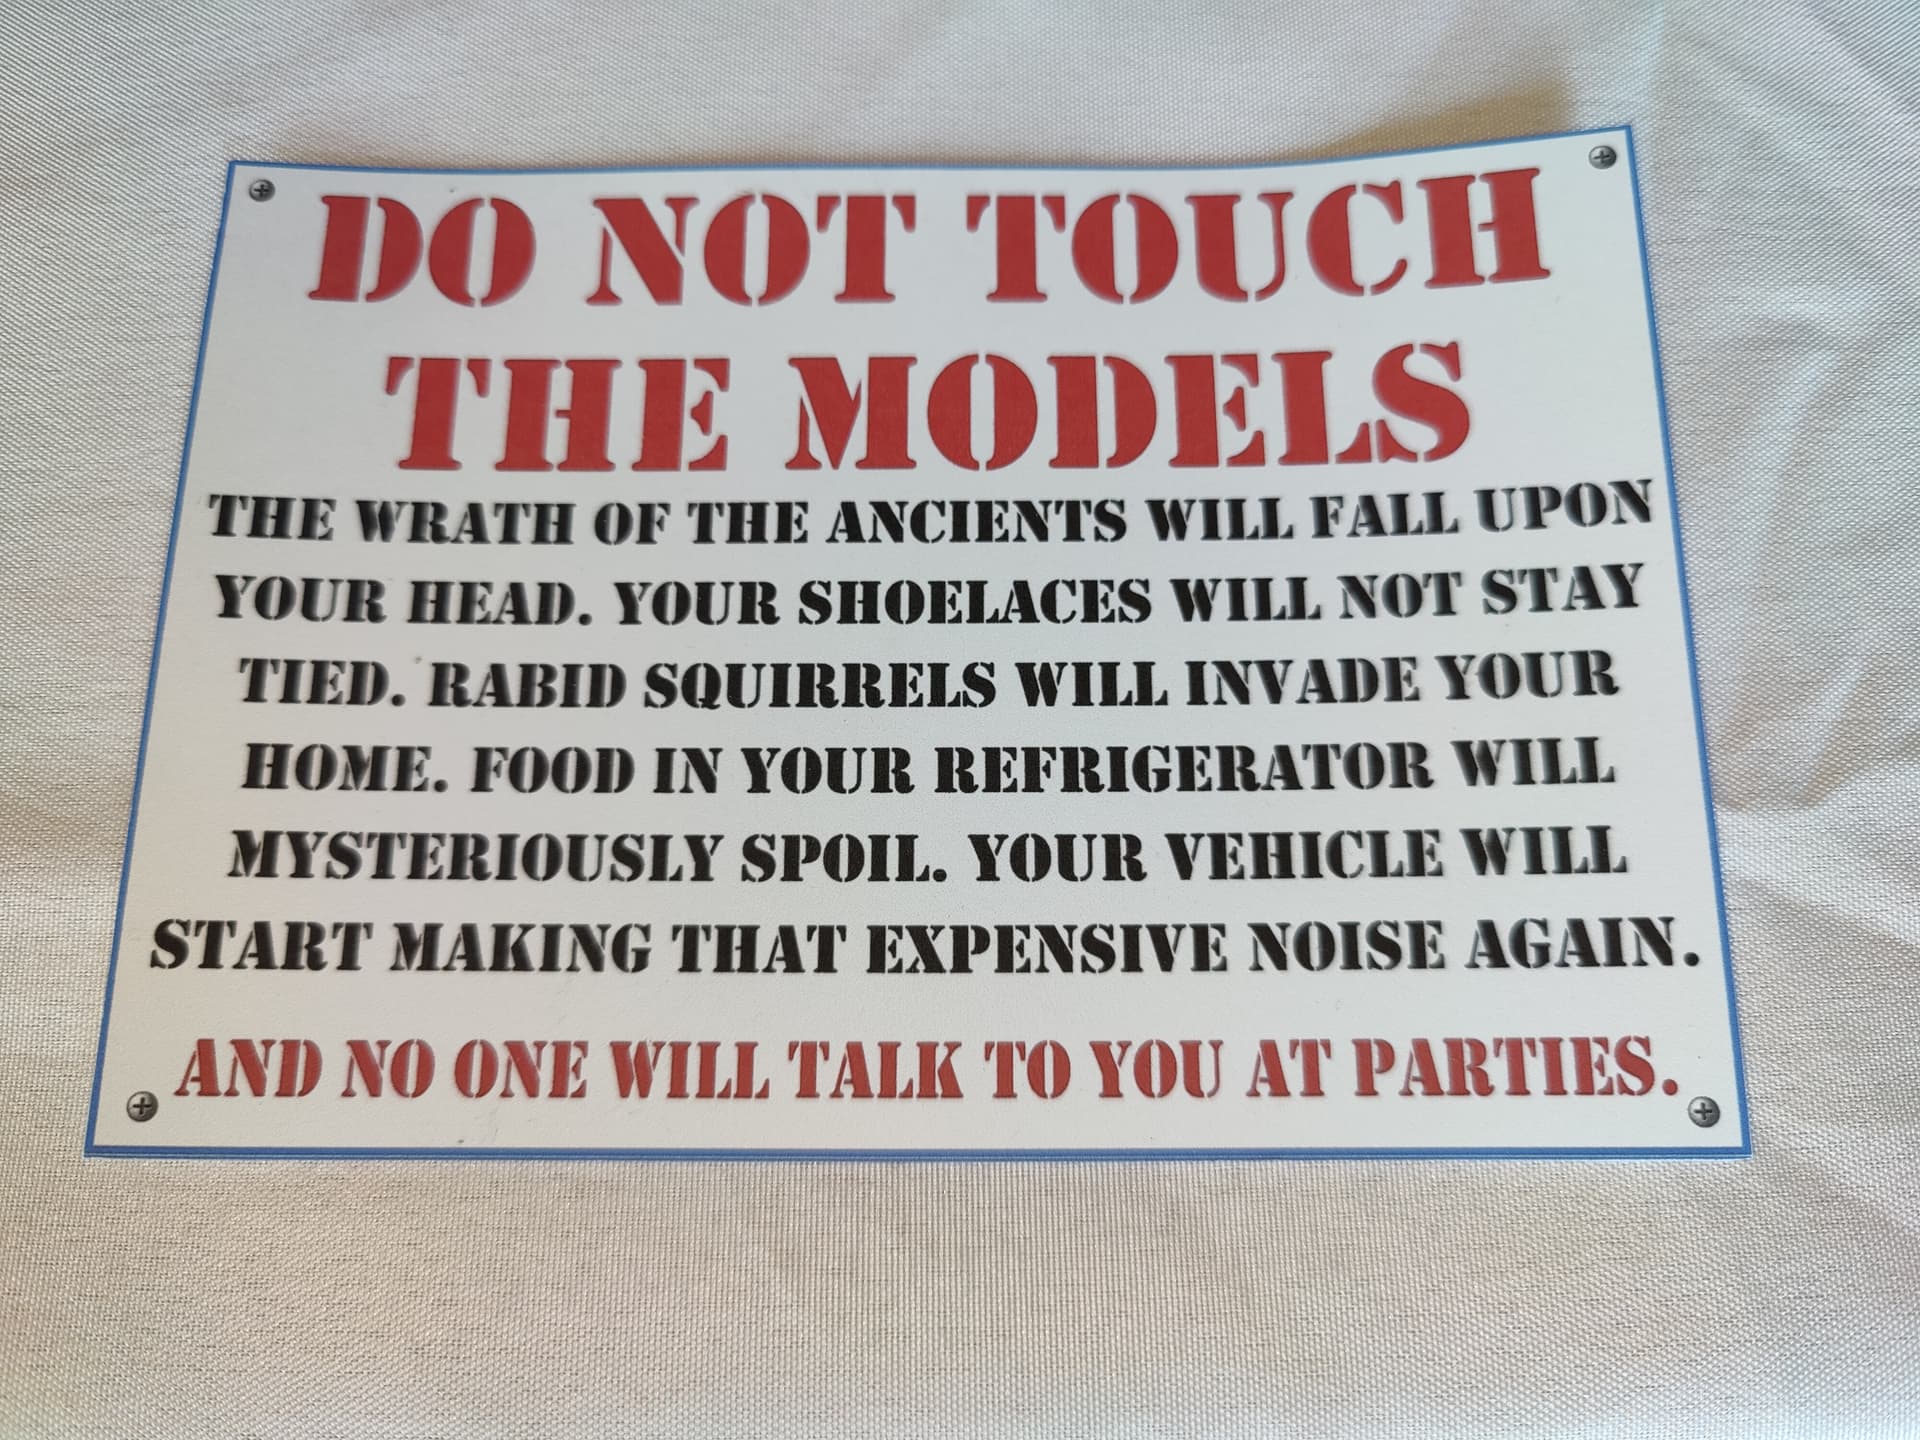 DO NOT TOUCH
THE MODELS
THE WRATH OF THE ANCIENTS WILL FALL UPON
YOUR HEAD. YOUR SHOELACES WILL NOT STAY
TIED. RABID SQUIRRELS WILL INVADE YOUR
HOME. FOOD IN YOUR REFRIGERATOR WILL
MYSTERIOUSLY SPOIL. YOUR VEHICLE WILL
START MAKING THAT EXPENSIVE NOISE AGAIN.
AND NO ONE WILL TALK TO YOU AT PARTIES.